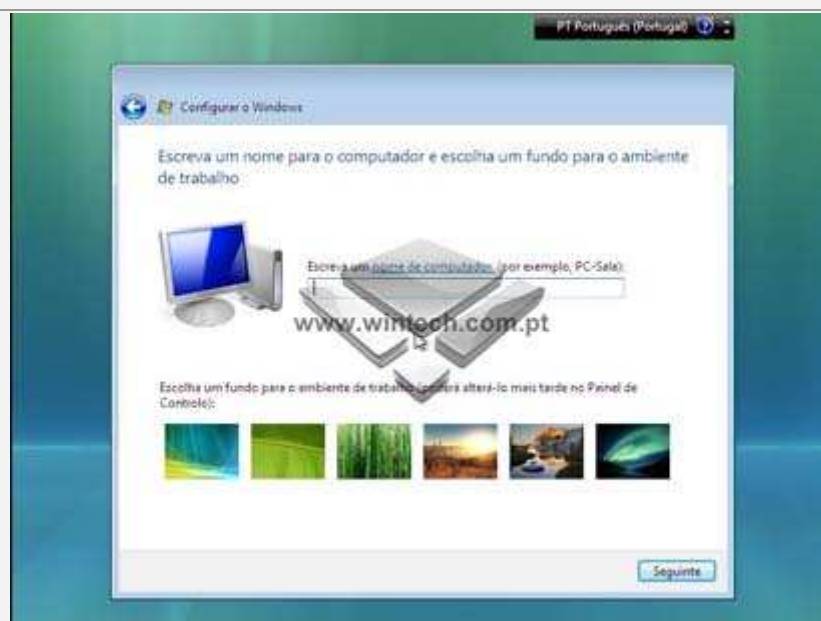 PT Português (Portugal)
Configurar o Windows
Escreva um nome para o computador e escolha um fundo para o ambiente
de trabalho
Escreva um nome de computador (por exemplo, PC-Sala):
www.wintech.com.pt
Escolha um fundo para o ambiente de trabalho (poderá alterá-lo mais tarde no Painel de
Controlo):
Seguinte